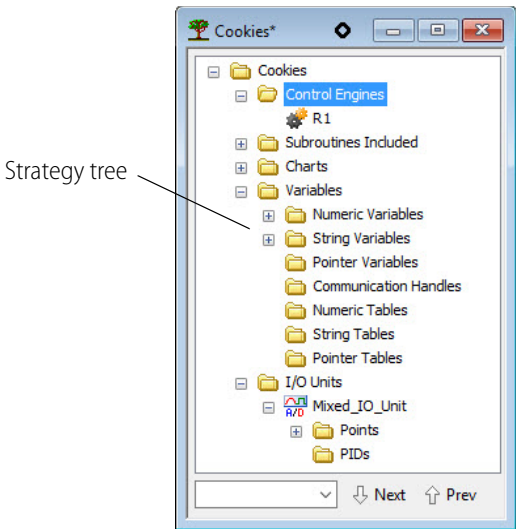 Cookies*
Cookies
Control Engines
R1
Subroutines Included
Charts
Strategy tree
Variables
Numeric Variables
String Variables
Pointer Variables
Communication Handles
Numeric Tables
String Tables
Pointer Tables
I/O Units
A/D Mixed_IO_Unit
Points
PIDs
Next Prev